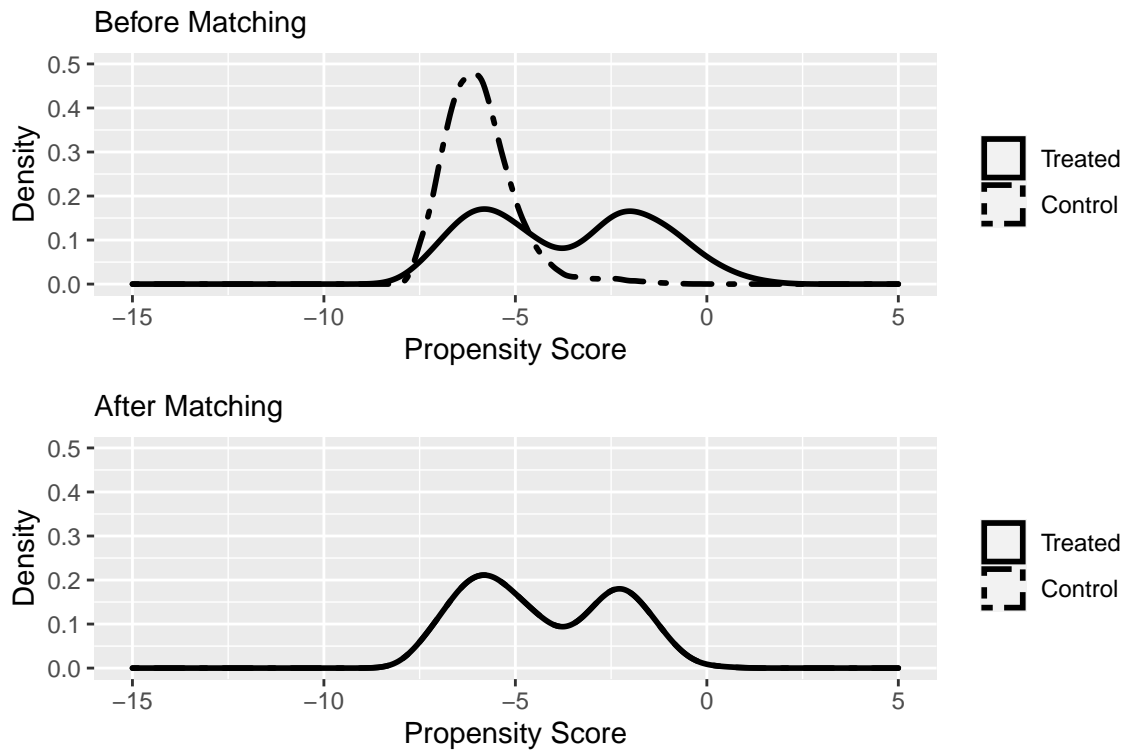 Before Matching
0.5
0.4
0.3
0.2
0.1
0.0
Density
−15 −10 −5 0 5
Propensity Score
Treated
Control
After Matching
0.5
0.4
0.3
0.2
0.1
0.0
Density
−15 −10 −5 0 5
Propensity Score
Treated
Control